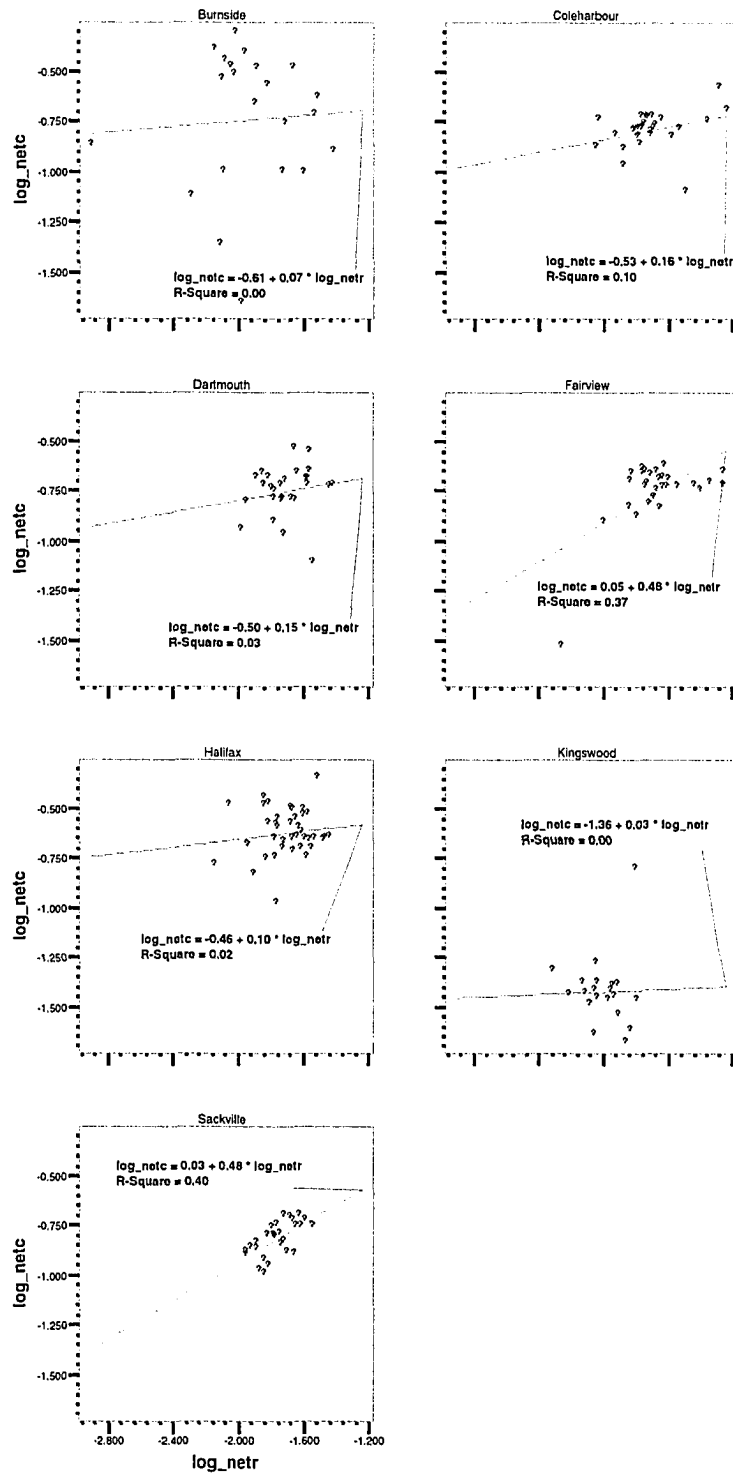 Burnside
Coleharbour
-0.500
-0.750
-1.000
-1.250
-1.500
log_netc
log_netc = -0.61 + 0.07 * log_netr
R-Square = 0.00
log_netc = -0.53 + 0.16 * log_netr
R-Square = 0.10
Dartmouth
Fairview
-0.500
-0.750
-1.000
-1.250
-1.500
log_netc
log_netc = -0.50 + 0.15 * log_netr
R-Square = 0.03
log_netc = 0.05 + 0.48 * log_netr
R-Square = 0.37
Halifax
Kingswood
-0.500
-0.750
-1.000
-1.250
-1.500
log_netc
log_netc = -0.46 + 0.10 * log_netr
R-Square = 0.02
log_netc = -1.36 + 0.03 * log_netr
R-Square = 0.00
Sackville
-0.500
-0.750
-1.000
-1.250
-1.500
log_netc
log_netc = 0.03 + 0.48 * log_netr
R-Square = 0.40
-2.800 -2.400 -2.000 -1.600 -1.200
log_netr